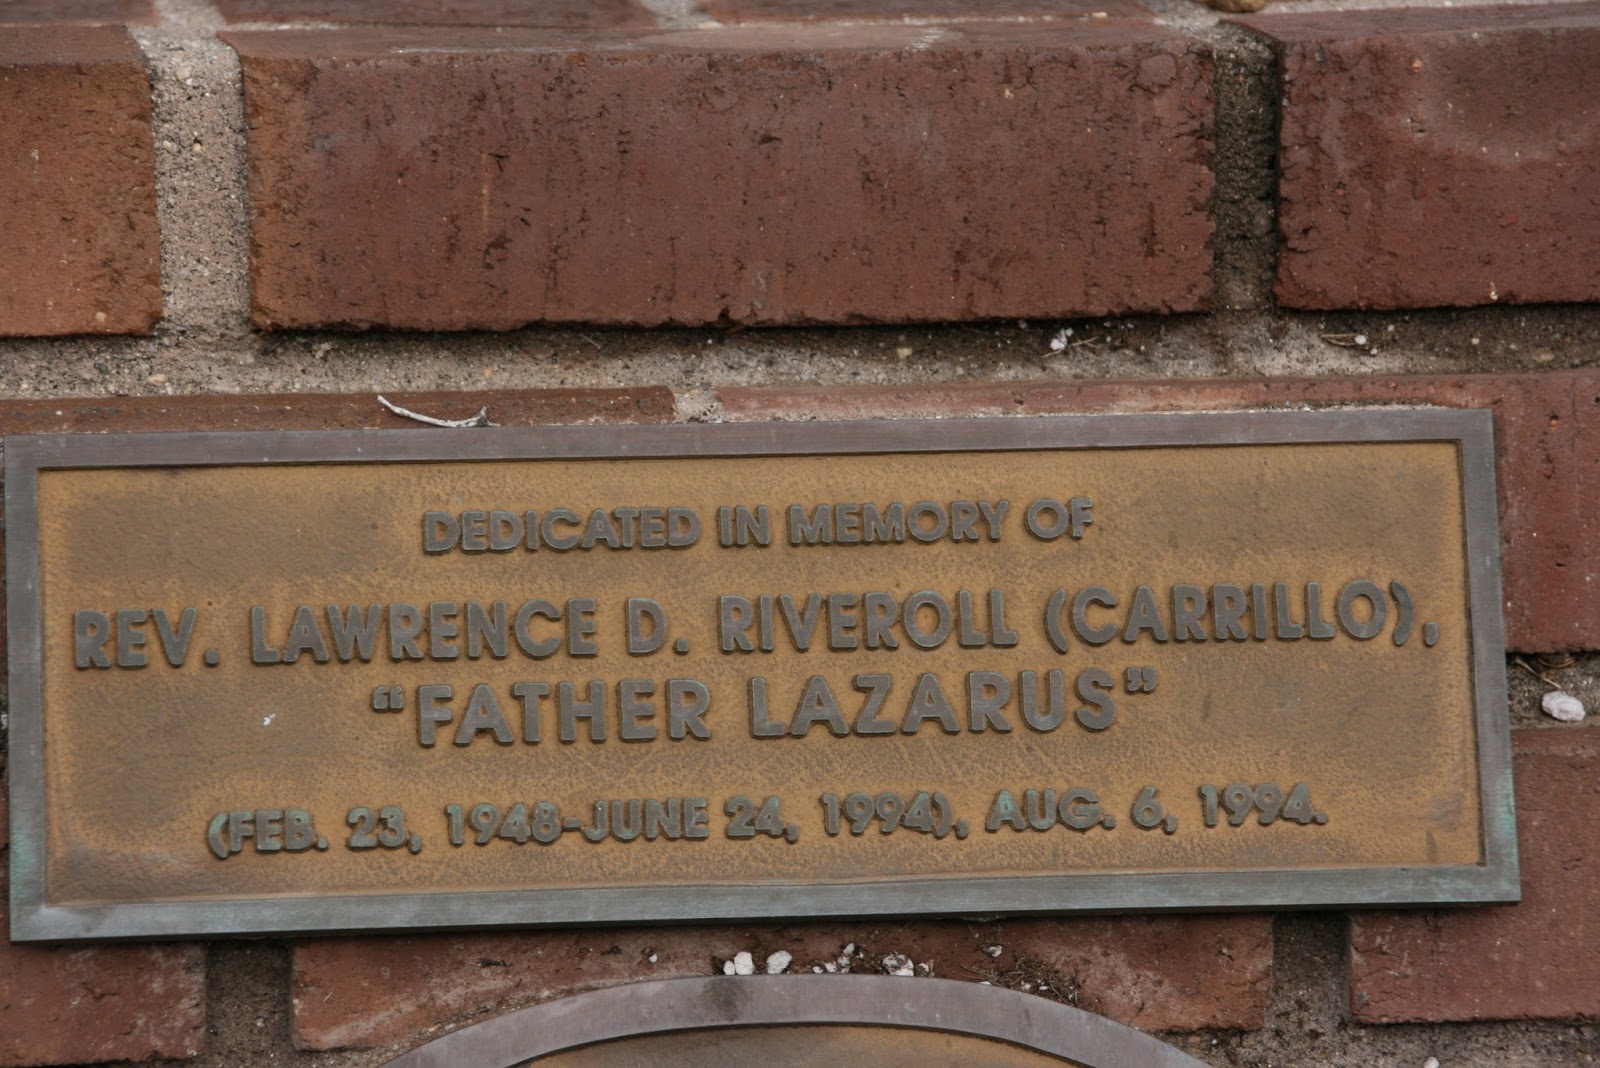 DEDICATED IN MEMORY OF
REV. LAWRENCE D. RIVEROLL (CARRILLO),
“FATHER LAZARUS”
(FEB. 23, 1948-JUNE 24, 1994), AUG. 6, 1994.